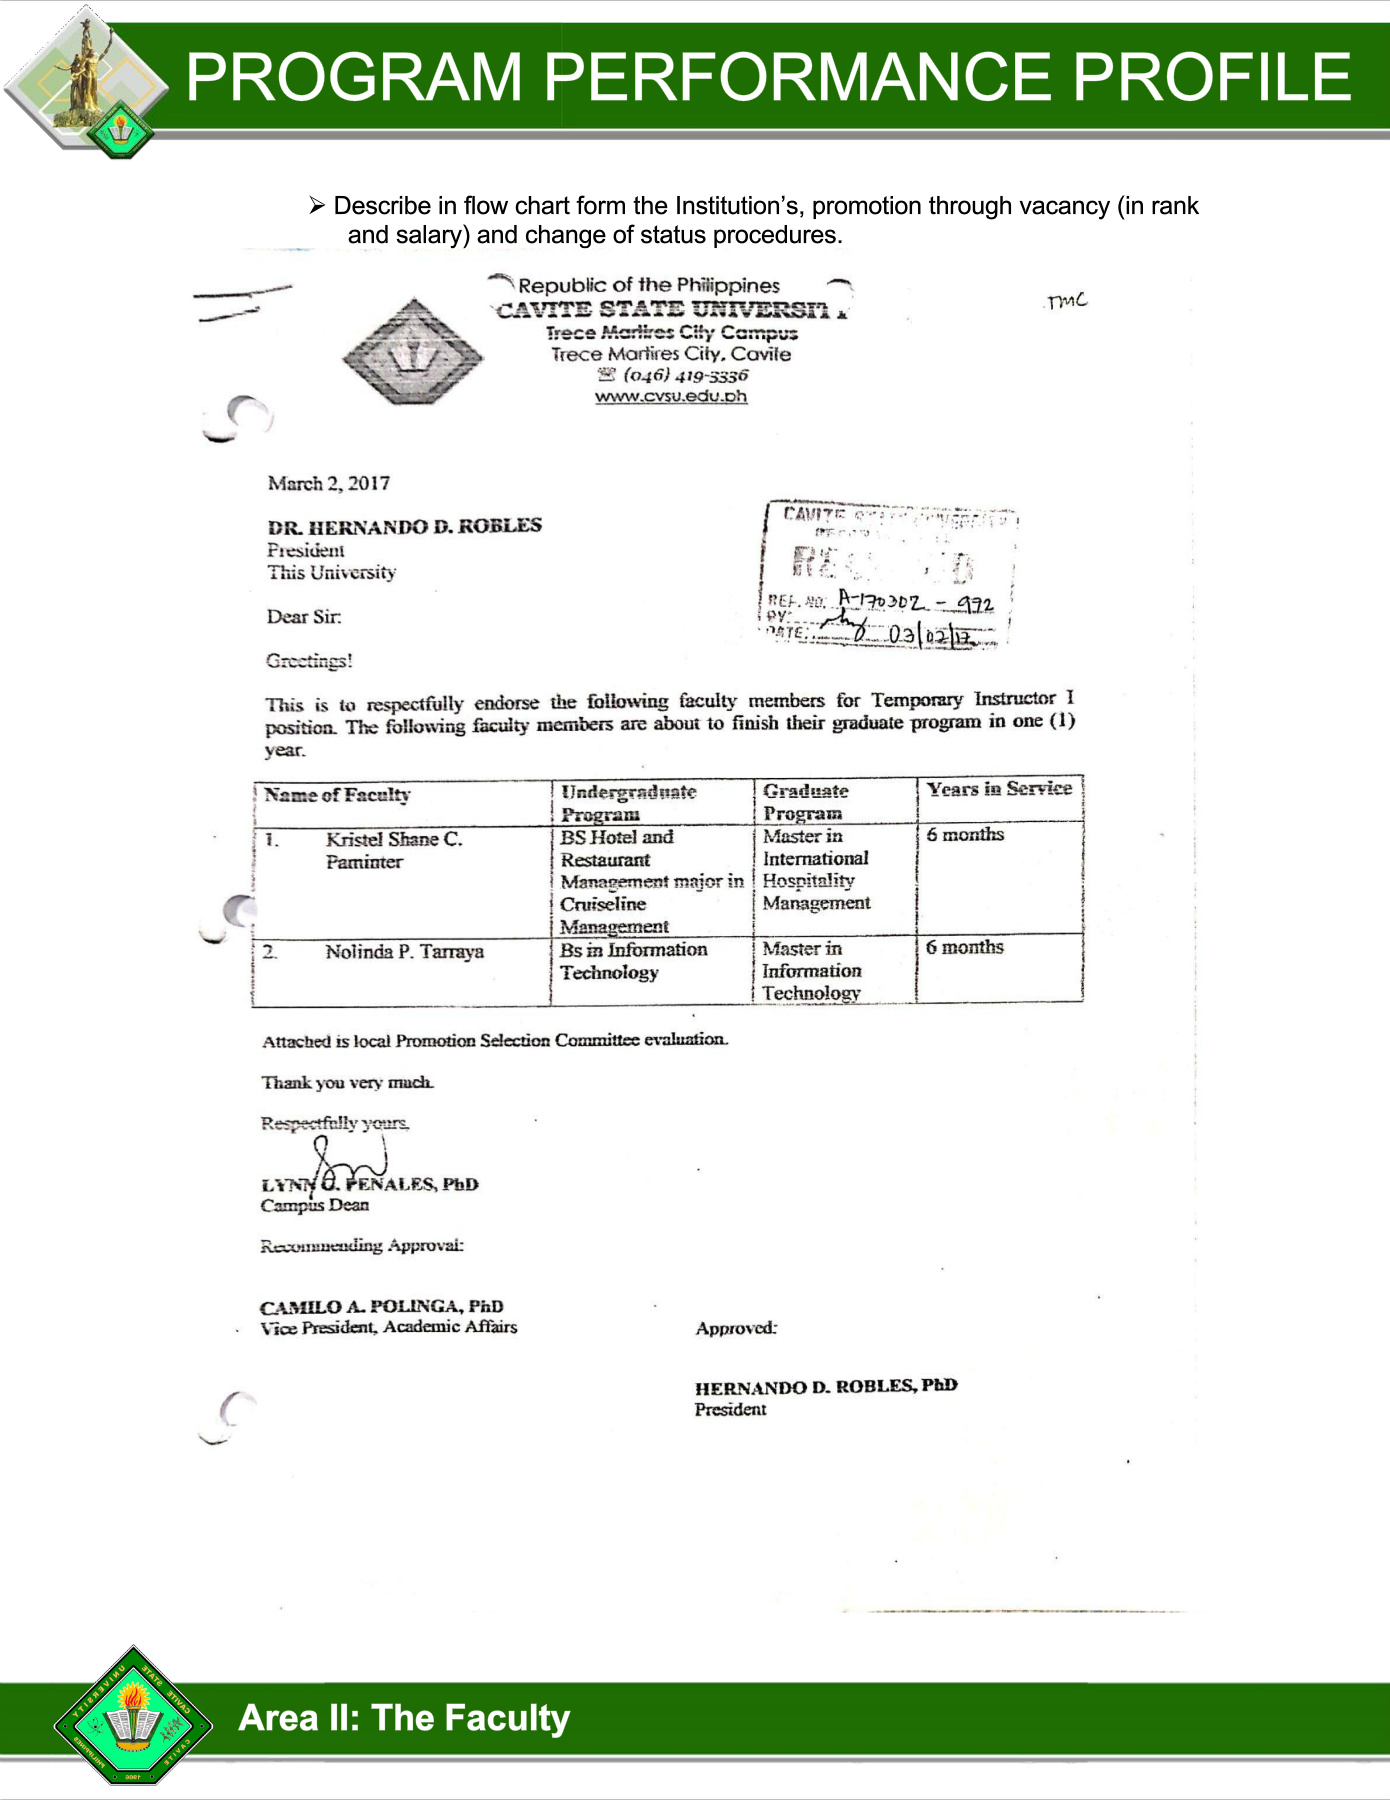 PROGRAM PERFORMANCE PROFILE
➢ Describe in flow chart form the Institution's, promotion through vacancy (in rank
and salary) and change of status procedures.
Republic of the Philippines
CAVITE STATE UNIVERSIT
Trece Martires City Campus
Trece Martires City, Cavite
☏ (046) 419-3336
www.cvsu.edu.ph
TMC
March 2, 2017
DR. HERNANDO D. ROBLES
President
This University
CAVITE STATE UNIVERSITY
REF. NO: A-170302 - 992
BY:
DATE: 03/02/17
Dear Sir:
Greetings!
This is to respectfully endorse the following faculty members for Temporary Instructor I
position. The following faculty members are about to finish their graduate program in one (1)
year.
Name of Faculty
Undergraduate
Program
Graduate
Program
Years in Service
1. Kristel Shane C.
Paminter
BS Hotel and
Restaurant
Management major in
Cruiseline
Management
Master in
International
Hospitality
Management
6 months
2. Nolinda P. Tarraya
Bs in Information
Technology
Master in
Information
Technology
6 months
Attached is local Promotion Selection Committee evaluation.
Thank you very much.
Respectfully yours,
LYNN G. PENALES, PhD
Campus Dean
Recommending Approval:
CAMILO A. POLINGA, PhD
Vice President, Academic Affairs
Approved:
HERNANDO D. ROBLES, PhD
President
CAVITE STATE UNIVERSITY
CAVITE
PHILIPPINES
1906
Area II: The Faculty